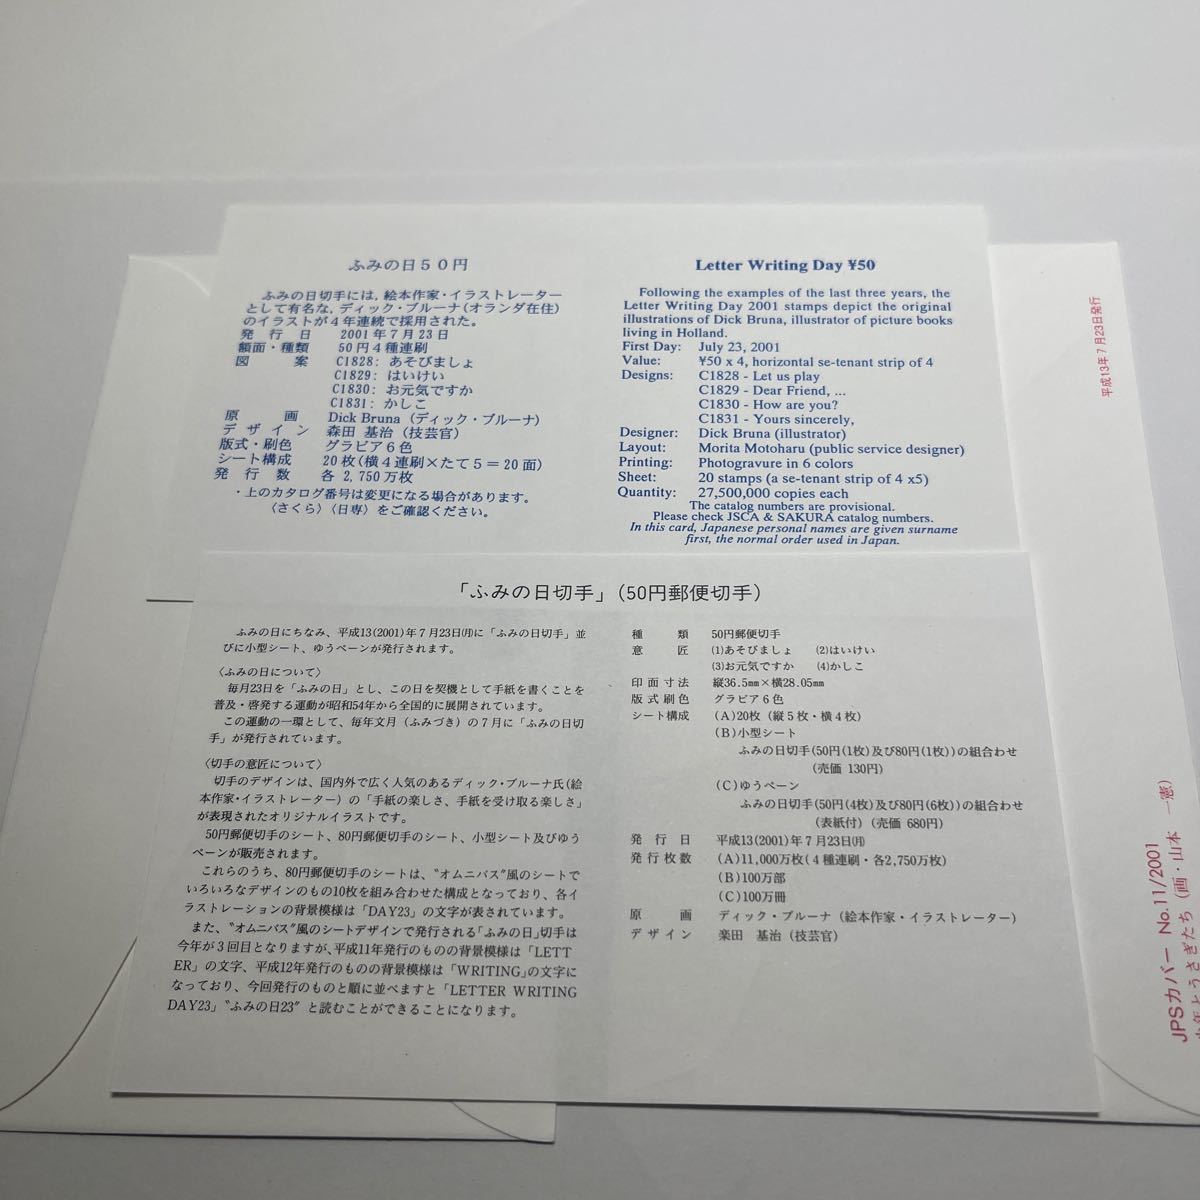 ふみの日50円
ふみの日切手には,絵本作家・イラストレーター
として有名な,ディック・ブルーナ(オランダ在住)
のイラストが4年連続で採用された。
発行日 2001年7月23日
額面・種類 50円4種連刷
図案 C1828: あそびましょ
C1829: はいけい
C1830: お元気ですか
C1831: かしこ
原画 Dick Bruna (ディック・ブルーナ)
デザイン 森田 基治(技芸官)
版式・刷色 グラビア6色
シート構成 20枚(横4連刷×たて5=20面)
発行数 各 2,750万枚
・上のカタログ番号は変更になる場合があります。
〈さくら〉〈日専〉をご確認ください。
Letter Writing Day ¥50
Following the examples of the last three years, the
Letter Writing Day 2001 stamps depict the original
illustrations of Dick Bruna, illustrator of picture books
living in Holland.
First Day: July 23, 2001
Value: ¥50 x 4, horizontal se-tenant strip of 4
Designs: C1828 - Let us play
C1829 - Dear Friend, ...
C1830 - How are you?
C1831 - Yours sincerely,
Designer: Dick Bruna (illustrator)
Layout: Morita Motoharu (public service designer)
Printing: Photogravure in 6 colors
Sheet: 20 stamps (a se-tenant strip of 4 x5)
Quantity: 27,500,000 copies each
The catalog numbers are provisional.
Please check JSCA & SAKURA catalog numbers.
In this card, Japanese personal names are given surname
first, the normal order used in Japan.
「ふみの日切手」(50円郵便切手)
ふみの日にちなみ、平成13(2001)年7月23日(月)に「ふみの日切手」並
びに小型シート、ゆうペーンが発行されます。
〈ふみの日について〉
毎月23日を「ふみの日」とし、この日を契機として手紙を書くことを
普及・啓発する運動が昭和54年から全国的に展開されています。
この運動の一環として、毎年文月(ふみづき)の7月に「ふみの日切
手」が発行されています。
〈切手の意匠について〉
切手のデザインは、国内外で広く人気のあるディック・ブルーナ氏(絵
本作家・イラストレーター)の「手紙の楽しさ、手紙を受け取る楽しさ」
が表現されたオリジナルイラストです。
50円郵便切手のシート、80円郵便切手のシート、小型シート及びゆう
ペーンが販売されます。
これらのうち、80円郵便切手のシートは、“オムニバス”風のシートで
いろいろなデザインのもの10枚を組み合わせた構成となっており、各イ
ラストレーションの背景模様は「DAY23」の文字が表されています。
また、“オムニバス”風のシートデザインで発行される「ふみの日」切手は
今年が3回目となりますが、平成11年発行のものの背景模様は「LETT
ER」の文字、平成12年発行のものの背景模様は「WRITING」の文字に
なっており、今回発行のものと順に並べますと「LETTER WRITING
DAY23」“ふみの日23”と読むことができることになります。
種類 50円郵便切手
意匠 (1)あそびましょ (2)はいけい
(3)お元気ですか (4)かしこ
印面寸法 縦36.5mm×横28.05mm
版式刷色 グラビア6色
シート構成 (A)20枚(縦5枚・横4枚)
(B)小型シート
ふみの日切手(50円(1枚)及び80円(1枚))の組合わせ
(売価 130円)
(C)ゆうペーン
ふみの日切手(50円(4枚)及び80円(6枚))の組合わせ
(表紙付)(売価 680円)
発行日 平成13(2001)年7月23日(月)
発行枚数 (A)11,000万枚(4種連刷・各2,750万枚)
(B)100万部
(C)100万冊
原画 ディック・ブルーナ(絵本作家・イラストレーター)
デザイン 楽田 基治(技芸官)
平成13年7月23日発行
JPSカバー No.11/2001
少年とうさぎたち(画・山本 一憲)